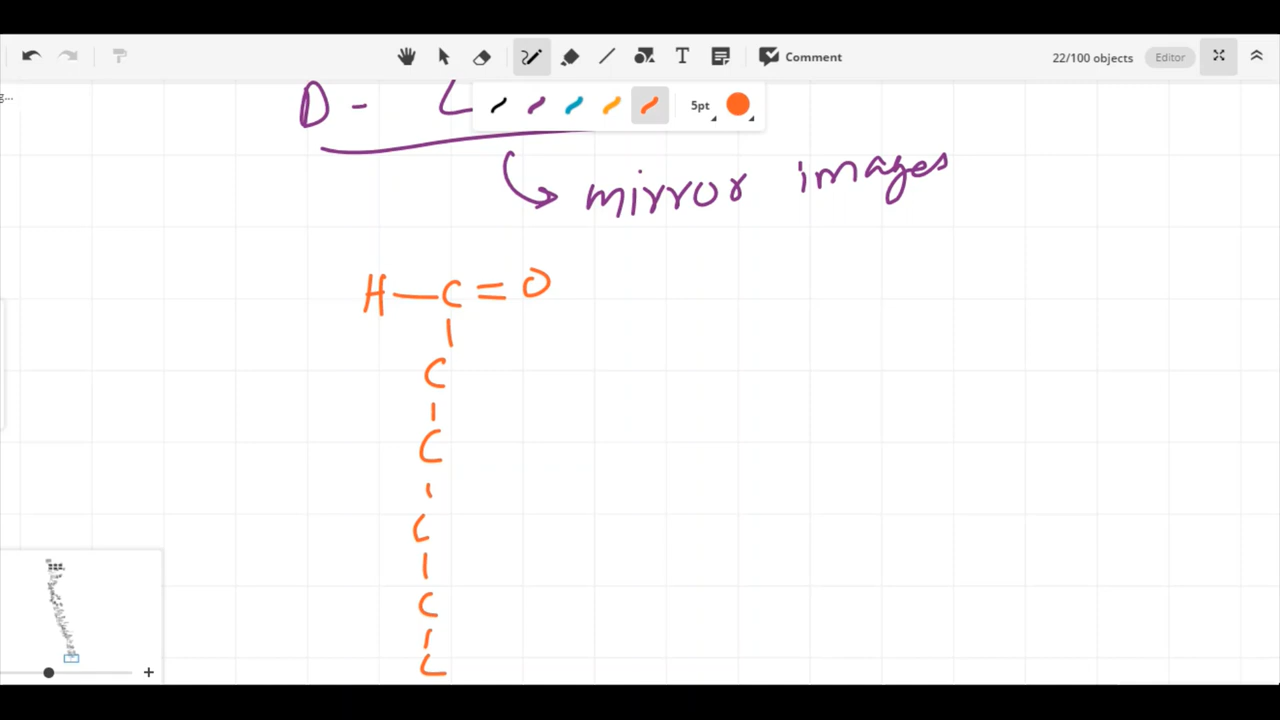 Comment
22/100 objects
Editor
g...
D - L
5pt
mirror images
H — C = O
C
C
C
C
C